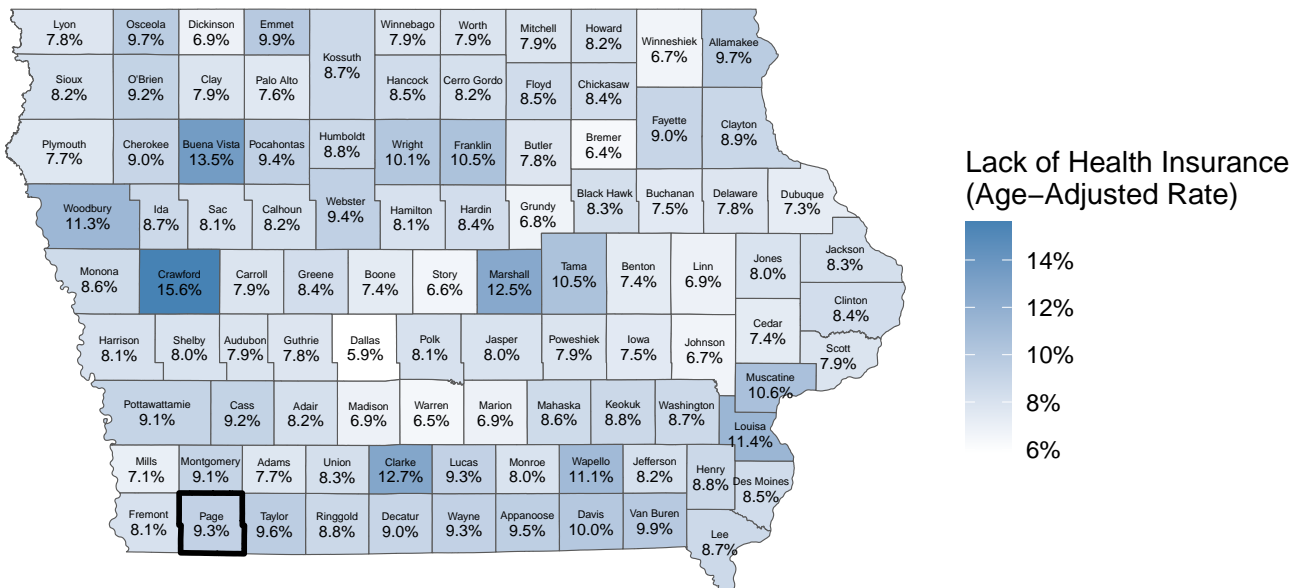 Lyon
7.8%
Osceola
9.7%
Dickinson
6.9%
Emmet
9.9%
Kossuth
8.7%
Winnebago
7.9%
Worth
7.9%
Mitchell
7.9%
Howard
8.2%
Winneshiek
6.7%
Allamakee
9.7%
Sioux
8.2%
O'Brien
9.2%
Clay
7.9%
Palo Alto
7.6%
Hancock
8.5%
Cerro Gordo
8.2%
Floyd
8.5%
Chickasaw
8.4%
Fayette
9.0%
Clayton
8.9%
Plymouth
7.7%
Cherokee
9.0%
Buena Vista
13.5%
Pocahontas
9.4%
Humboldt
8.8%
Wright
10.1%
Franklin
10.5%
Butler
7.8%
Bremer
6.4%
Woodbury
11.3%
Ida
8.7%
Sac
8.1%
Calhoun
8.2%
Webster
9.4%
Hamilton
8.1%
Hardin
8.4%
Grundy
6.8%
Black Hawk
8.3%
Buchanan
7.5%
Delaware
7.8%
Dubuque
7.3%
Monona
8.6%
Crawford
15.6%
Carroll
7.9%
Greene
8.4%
Boone
7.4%
Story
6.6%
Marshall
12.5%
Tama
10.5%
Benton
7.4%
Linn
6.9%
Jones
8.0%
Jackson
8.3%
Clinton
8.4%
Harrison
8.1%
Shelby
8.0%
Audubon
7.9%
Guthrie
7.8%
Dallas
5.9%
Polk
8.1%
Jasper
8.0%
Poweshiek
7.9%
Iowa
7.5%
Johnson
6.7%
Cedar
7.4%
Scott
7.9%
Muscatine
10.6%
Pottawattamie
9.1%
Cass
9.2%
Adair
8.2%
Madison
6.9%
Warren
6.5%
Marion
6.9%
Mahaska
8.6%
Keokuk
8.8%
Washington
8.7%
Louisa
11.4%
Mills
7.1%
Montgomery
9.1%
Adams
7.7%
Union
8.3%
Clarke
12.7%
Lucas
9.3%
Monroe
8.0%
Wapello
11.1%
Jefferson
8.2%
Henry
8.8%
Des Moines
8.5%
Fremont
8.1%
Page
9.3%
Taylor
9.6%
Ringgold
8.8%
Decatur
9.0%
Wayne
9.3%
Appanoose
9.5%
Davis
10.0%
Van Buren
9.9%
Lee
8.7%
Lack of Health Insurance
(Age−Adjusted Rate)
14%
12%
10%
8%
6%